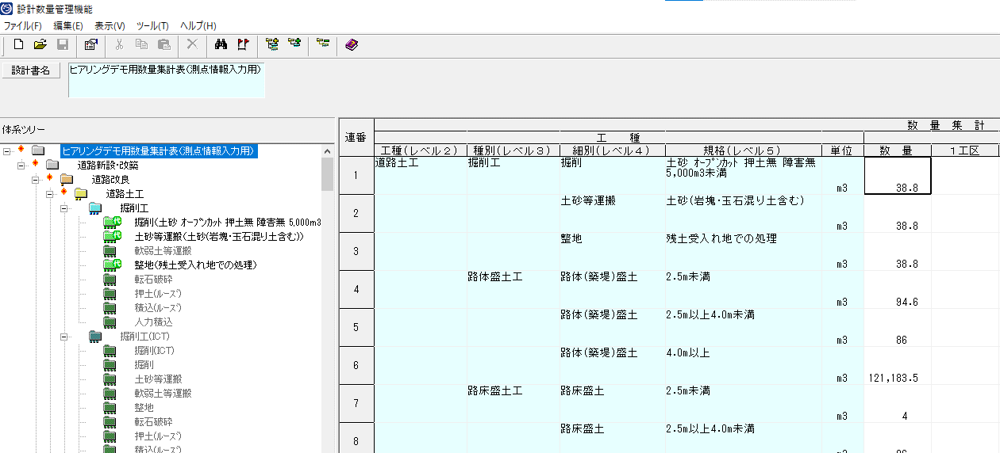 設計数量管理機能
ファイル(F) 編集(E) 表示(V) ツール(T) ヘルプ(H)
設計書名
ヒアリングデモ用数量集計表(測点情報入力用)
体系ツリー
ヒアリングデモ用数量集計表(測点情報入力用)
道路新設・改築
道路改良
道路土工
掘削工
代 掘削(土砂 オープンカット 押土無 障害無 5,000m3
代 土砂等運搬(土砂(岩塊・玉石混り土含む))
軟弱土等運搬
代 整地(残土受入れ地での処理)
転石破砕
押土(ルーズ)
積込(ルーズ)
人力積込
掘削工(ICT)
掘削(ICT)
掘削
土砂等運搬
軟弱土等運搬
整地
転石破砕
押土(ルーズ)
積込(ルーズ)
連番 工 種 数 量 集 計
工種(レベル2) 種別(レベル3) 細別(レベル4) 規格(レベル5) 単位 数 量 1工区
1 道路土工 掘削工 掘削 土砂 オープンカット 押土無 障害無
5,000m3未満
m3 38.8
2 土砂等運搬 土砂(岩塊・玉石混り土含む)
m3 38.8
3 整地 残土受入れ地での処理
m3 38.8
4 路体盛土工 路体(築堤)盛土 2.5m未満
m3 94.6
5 路体(築堤)盛土 2.5m以上4.0m未満
m3 86
6 路体(築堤)盛土 4.0m以上
m3 121,183.5
7 路床盛土工 路床盛土 2.5m未満
m3 4
8 路床盛土 2.5m以上4.0m未満